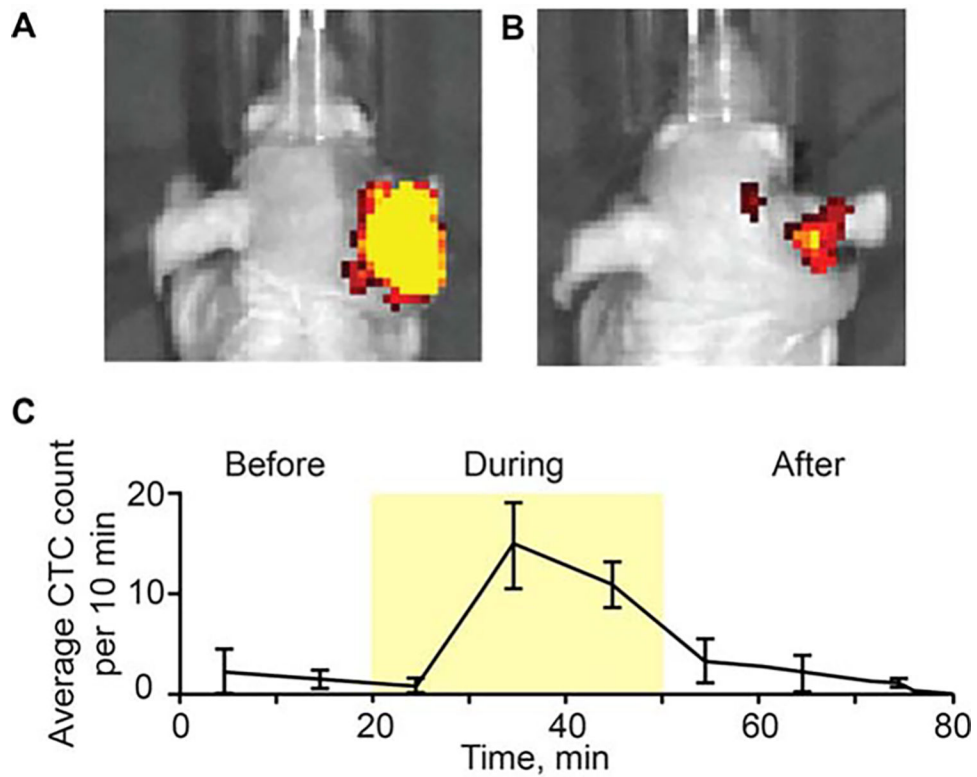 A
B
C
Before During After
Average CTC count
per 10 min
20
10
0
0 20 40 60 80
Time, min